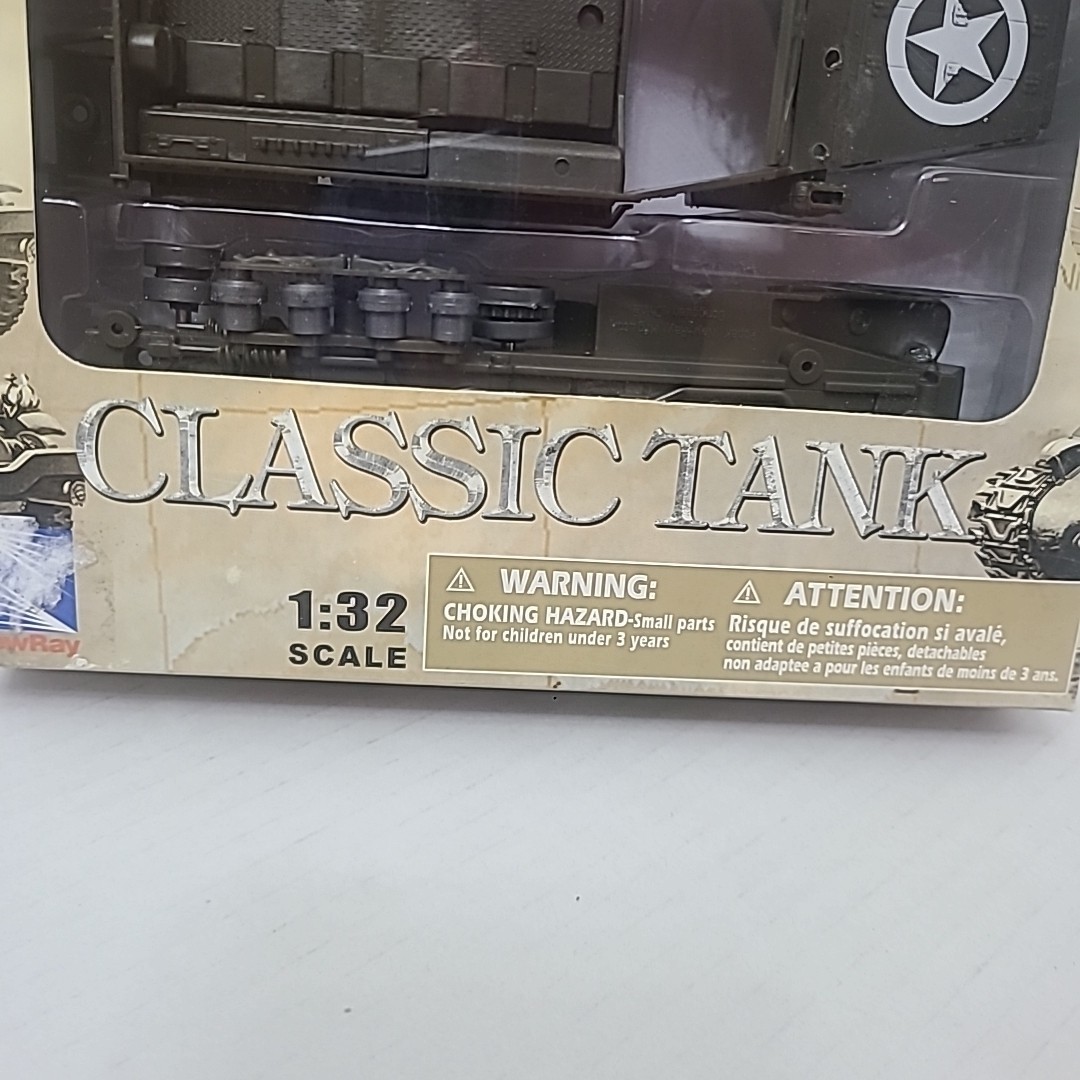 CLASSIC TANK
1:32
SCALE
WARNING:
CHOKING HAZARD-Small parts
Not for children under 3 years
ATTENTION:
Risque de suffocation si avalé,
contient de petites pièces, detachables
non adaptee a pour les enfants de moins de 3 ans.
wRay